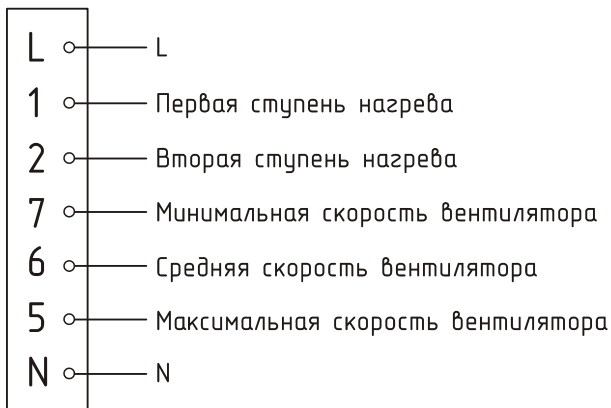 L L
1 Первая ступень нагрева
2 Вторая ступень нагрева
7 Минимальная скорость вентилятора
6 Средняя скорость вентилятора
5 Максимальная скорость вентилятора
N N